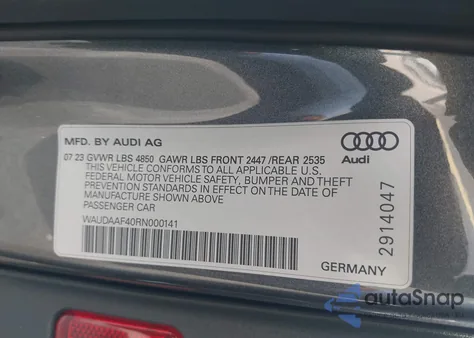 MFD. BY AUDI AG
Audi
07 23 GVWR LBS 4850 GAWR LBS FRONT 2447 /REAR 2535
THIS VEHICLE CONFORMS TO ALL APPLICABLE U.S.
FEDERAL MOTOR VEHICLE SAFETY, BUMPER AND THEFT
PREVENTION STANDARDS IN EFFECT ON THE DATE OF
MANUFACTURE SHOWN ABOVE
PASSENGER CAR
WAUDAAF40RN000141
2914047
GERMANY
autoSnap